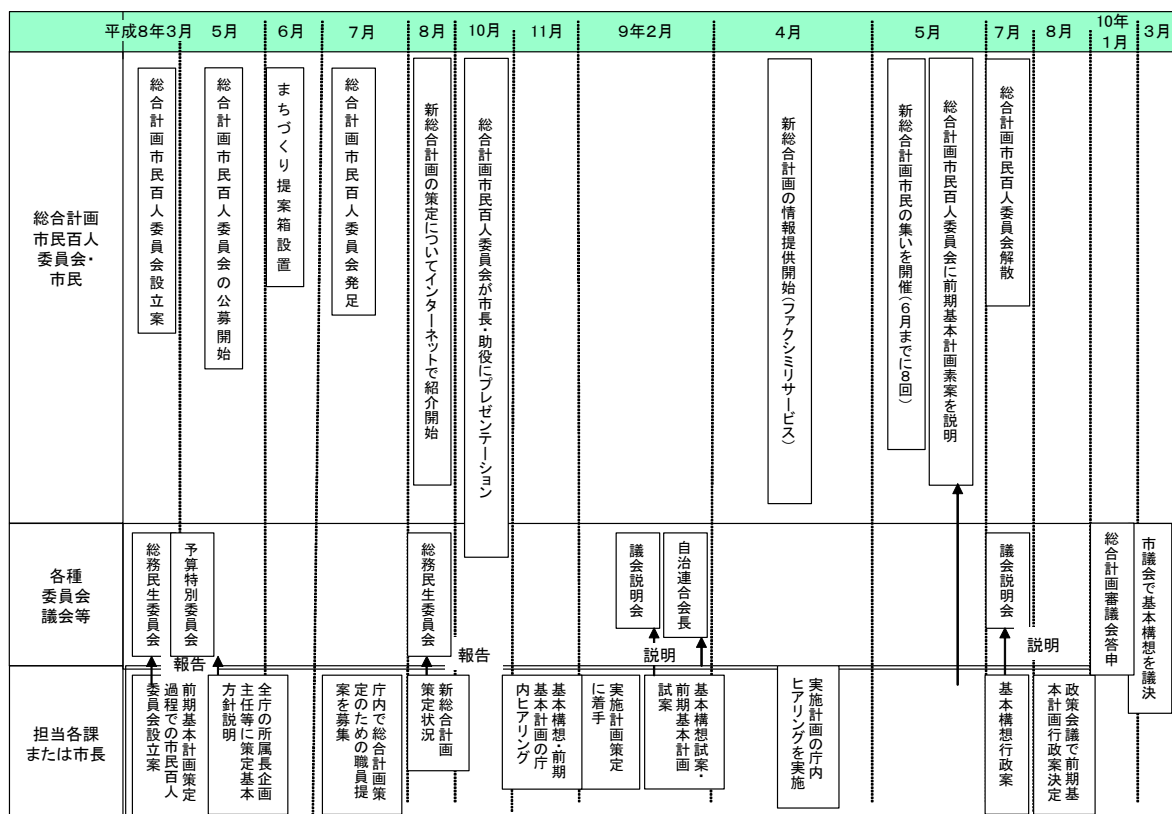 平成8年3月
5月
6月
7月
8月
10月
11月
9年2月
4月
5月
7月
8月
10年
1月
3月
総合計画
市民百人
委員会・
市民
総合計画市民百人委員会設立案
総合計画市民百人委員会の公募開始
まちづくり提案箱設置
総合計画市民百人委員会発足
新総合計画の策定についてインターネットで紹介開始
総合計画市民百人委員会が市長・助役にプレゼンテーション
新総合計画の情報提供開始(ファクシミリサービス)
新総合計画市民の集いを開催(6月までに8回)
総合計画市民百人委員会に前期基本計画素案を説明
総合計画市民百人委員会解散
各種
委員会
議会等
総務民生委員会
予算特別委員会
総務民生委員会
議会説明会
自治連合会長
議会説明会
総合計画審議会答申
市議会で基本構想を議決
報告
報告
説明
説明
担当各課
または市長
前期基本計画策定
過程での市民百人
委員会設立案
全庁の所属長企画
主任等に策定基本
方針説明
庁内で総合計画策
定のための職員提
案を募集
新総合計画
策定状況
基本構想・前期
基本計画の庁
内ヒアリング
実施計画策定
に着手
基本構想試案・
前期基本計画
試案
実施計画の庁内
ヒアリングを実施
基本構想行政案
政策会議で前期基
本計画行政案決定